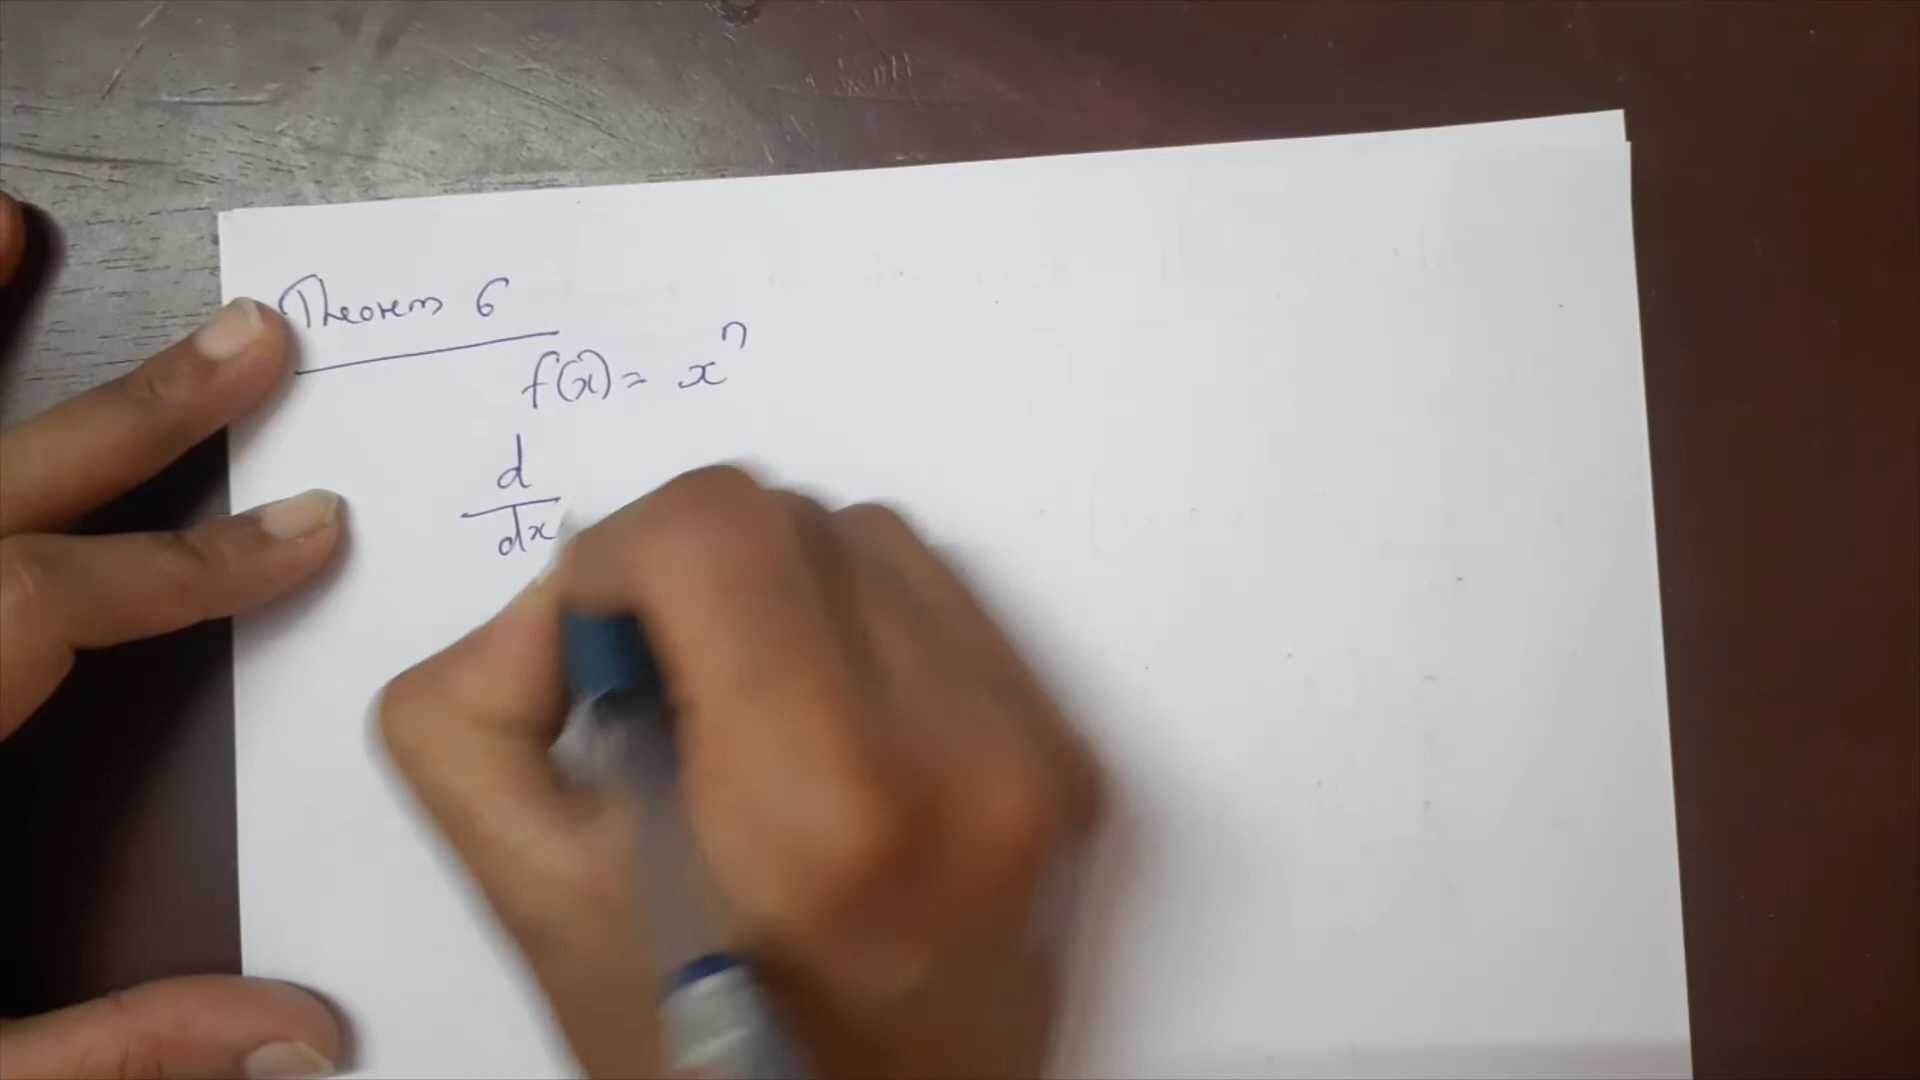 Theorem 6
f(x) = x^n
d/dx